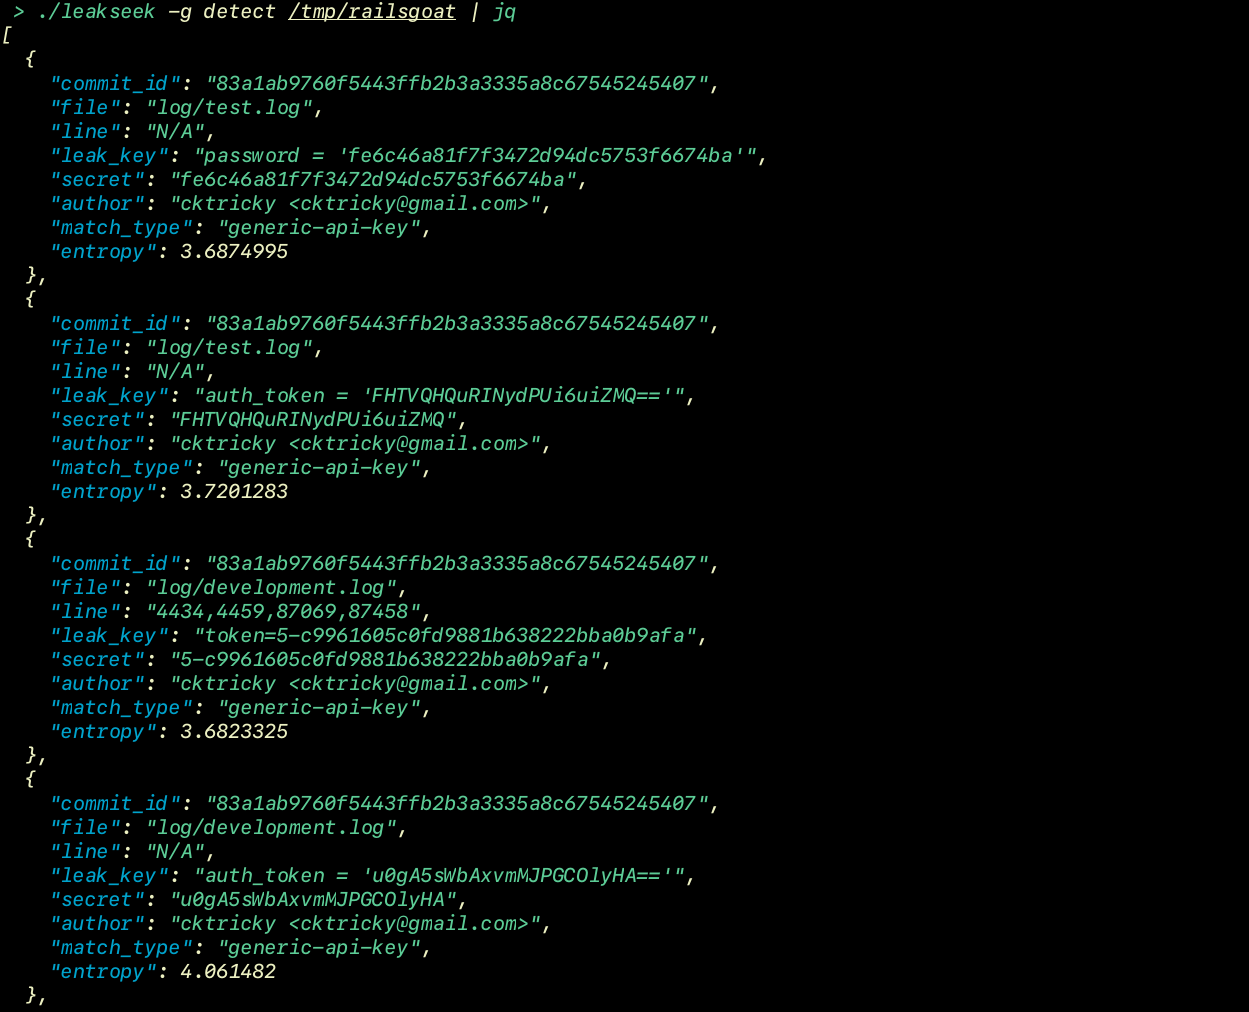 > ./leakseek -g detect /tmp/railsgoat | jq
[
  {
    "commit_id": "83a1ab9760f5443ffb2b3a3335a8c67545245407",
    "file": "log/test.log",
    "line": "N/A",
    "leak_key": "password = 'fe6c46a81f7f3472d94dc5753f6674ba'",
    "secret": "fe6c46a81f7f3472d94dc5753f6674ba",
    "author": "cktricky <cktricky@gmail.com>",
    "match_type": "generic-api-key",
    "entropy": 3.6874995
  },
  {
    "commit_id": "83a1ab9760f5443ffb2b3a3335a8c67545245407",
    "file": "log/test.log",
    "line": "N/A",
    "leak_key": "auth_token = 'FHTVQHQuRINydPUi6uiZMQ=='",
    "secret": "FHTVQHQuRINydPUi6uiZMQ",
    "author": "cktricky <cktricky@gmail.com>",
    "match_type": "generic-api-key",
    "entropy": 3.7201283
  },
  {
    "commit_id": "83a1ab9760f5443ffb2b3a3335a8c67545245407",
    "file": "log/development.log",
    "line": "4434,4459,87069,87458",
    "leak_key": "token=5-c9961605c0fd9881b638222bba0b9afa",
    "secret": "5-c9961605c0fd9881b638222bba0b9afa",
    "author": "cktricky <cktricky@gmail.com>",
    "match_type": "generic-api-key",
    "entropy": 3.6823325
  },
  {
    "commit_id": "83a1ab9760f5443ffb2b3a3335a8c67545245407",
    "file": "log/development.log",
    "line": "N/A",
    "leak_key": "auth_token = 'u0gA5sWbAxvmMJPGCOlyHA=='",
    "secret": "u0gA5sWbAxvmMJPGCOlyHA",
    "author": "cktricky <cktricky@gmail.com>",
    "match_type": "generic-api-key",
    "entropy": 4.061482
  },